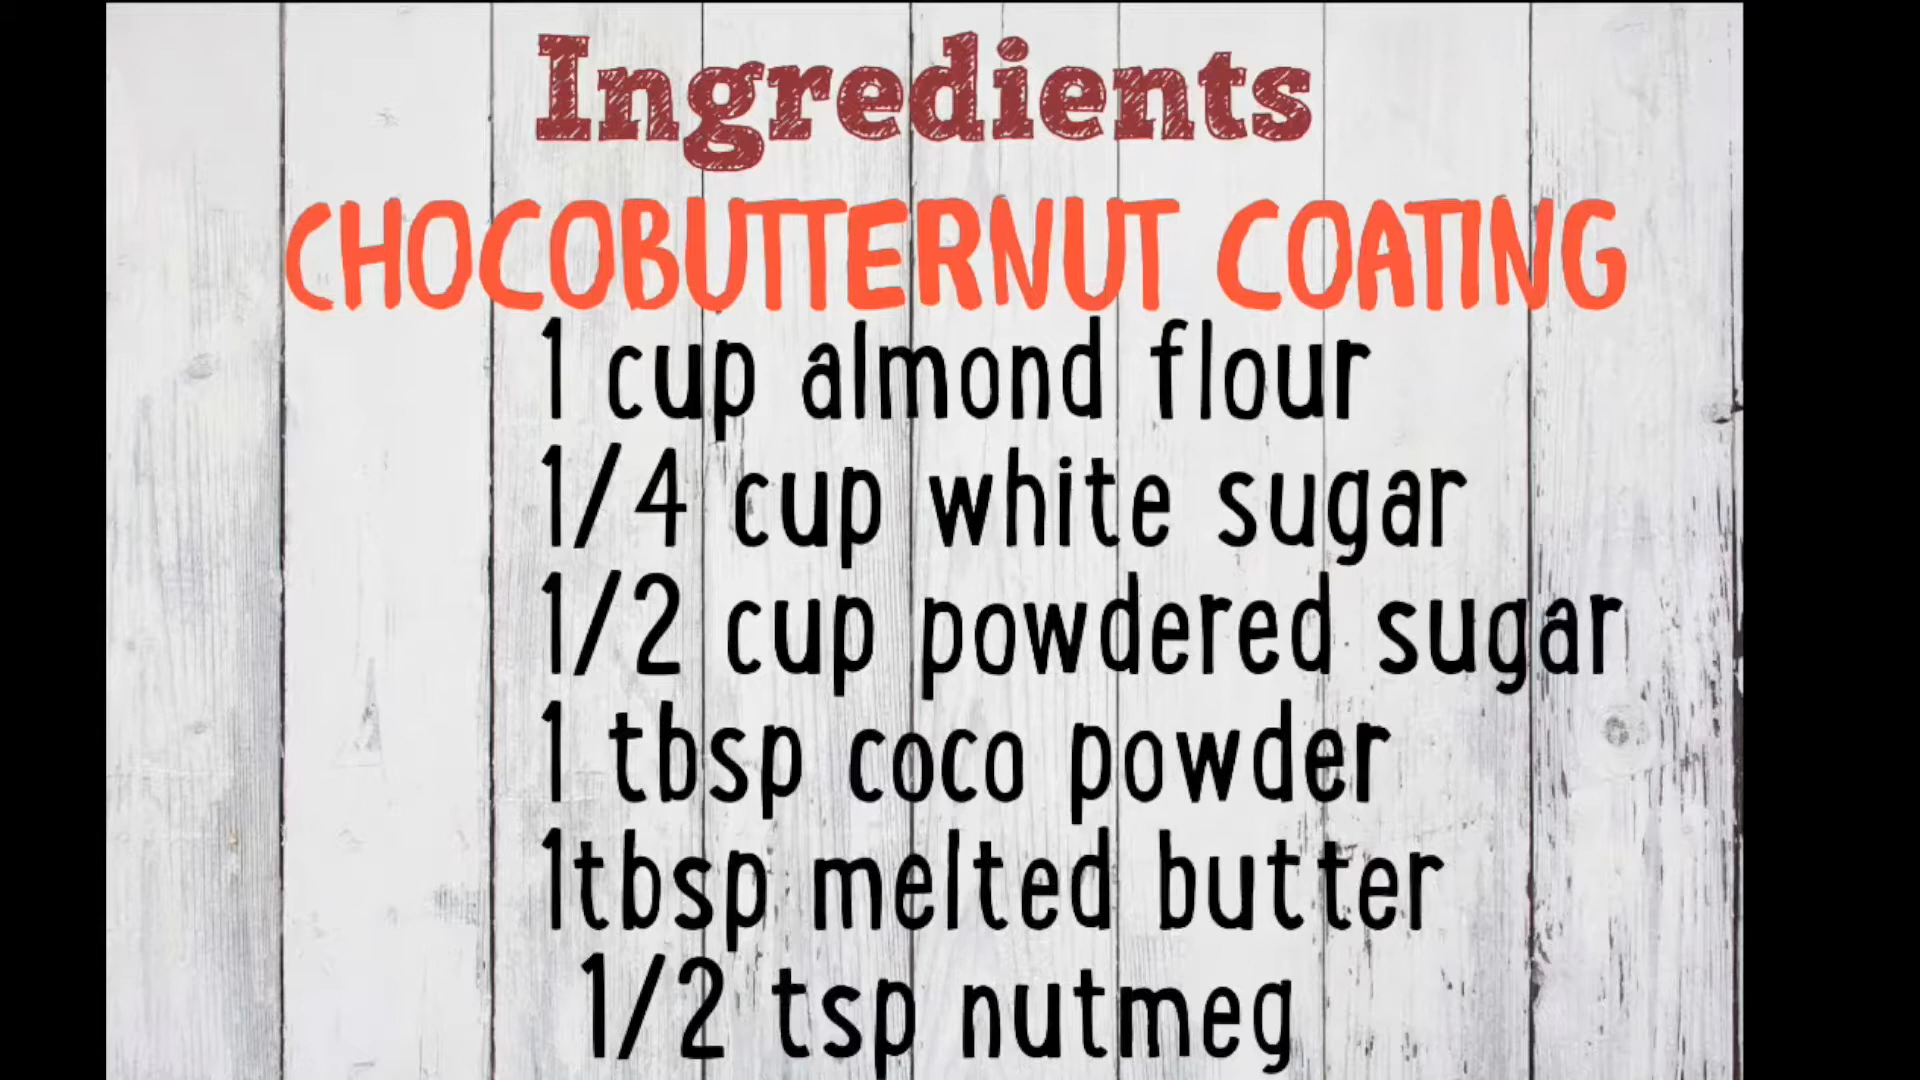 Ingredients
CHOCOBUTTERNUT COATING
1 cup almond flour
1/4 cup white sugar
1/2 cup powdered sugar
1 tbsp coco powder
1tbsp melted butter
1/2 tsp nutmeg